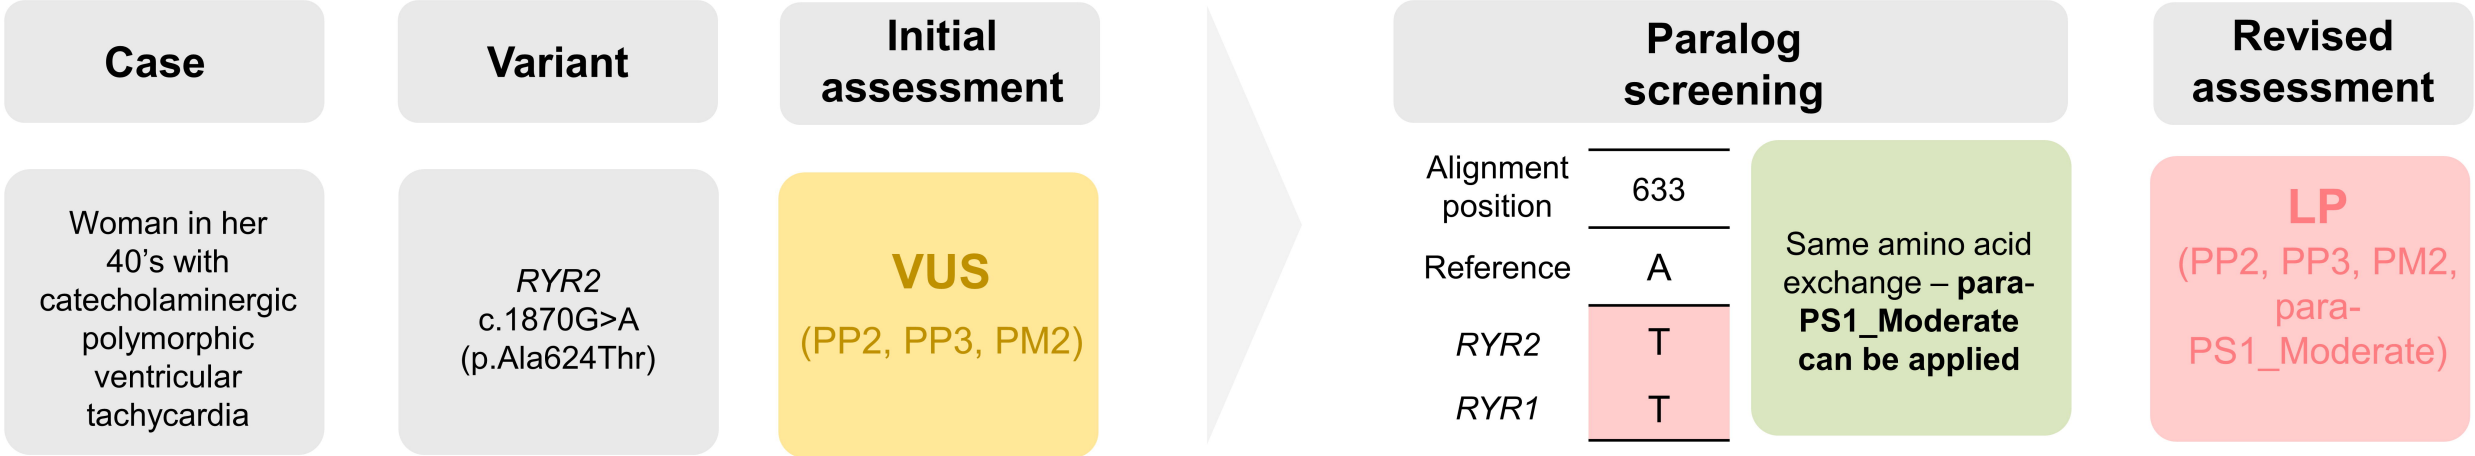 Case
Variant
Initial
assessment
Paralog
screening
Revised
assessment
Woman in her
40’s with
catecholaminergic
polymorphic
ventricular
tachycardia
RYR2
c.1870G>A
(p.Ala624Thr)
VUS
(PP2, PP3, PM2)
Alignment
position
633
Reference
A
RYR2
T
RYR1
T
Same amino acid
exchange – para-
PS1_Moderate
can be applied
LP
(PP2, PP3, PM2,
para-
PS1_Moderate)